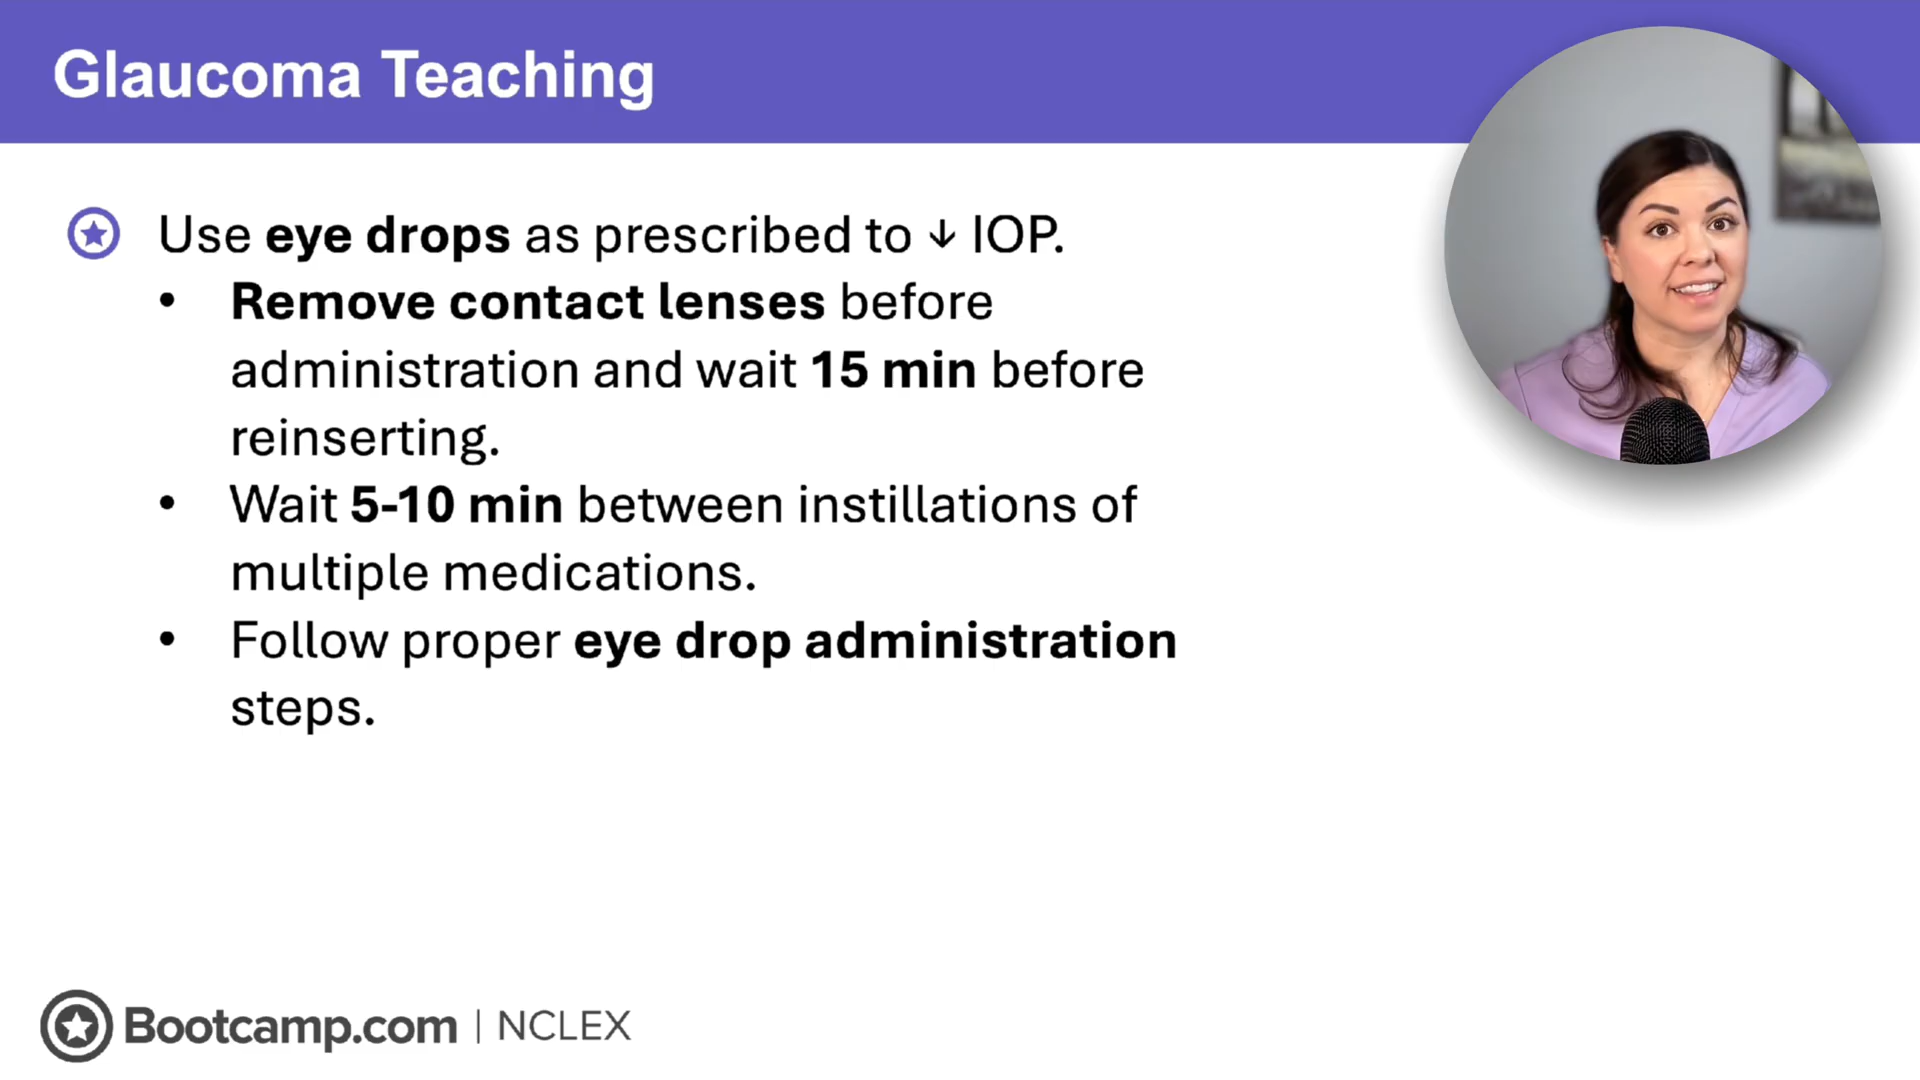 Glaucoma Teaching
Use eye drops as prescribed to ↓ IOP.
• Remove contact lenses before
administration and wait 15 min before
reinserting.
• Wait 5-10 min between instillations of
multiple medications.
• Follow proper eye drop administration
steps.
Bootcamp.com | NCLEX